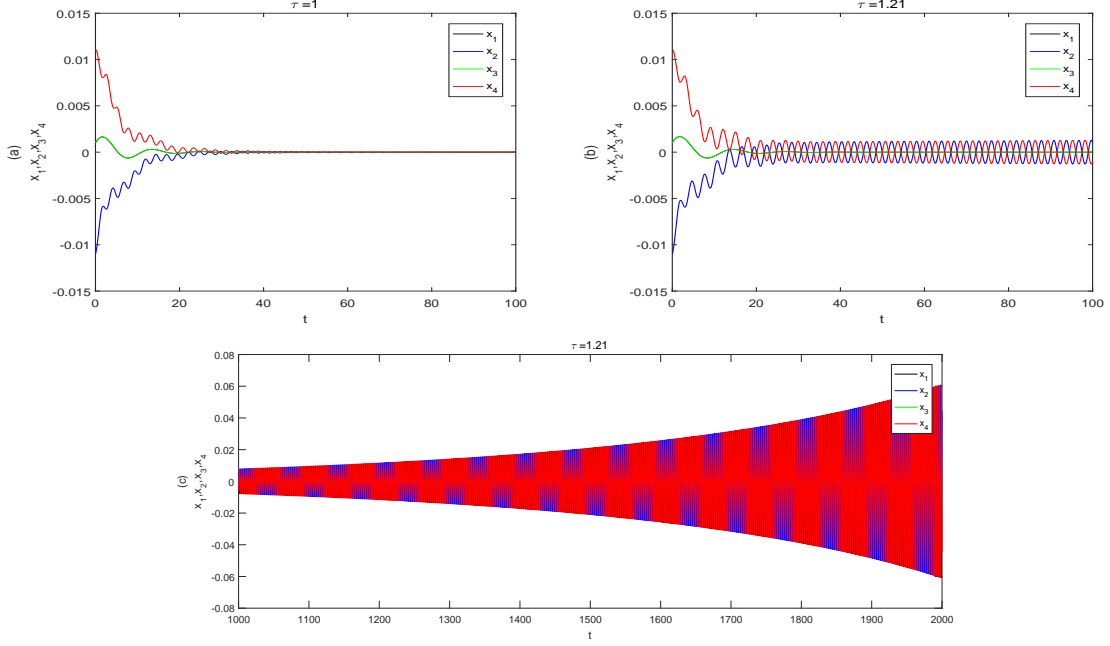 τ =1
0.015
0.01
0.005
0
-0.005
-0.01
-0.015
0 20 40 60 80 100
t
(a)
x1,x2,x3,x4
x1
x2
x3
x4
τ =1.21
0.015
0.01
0.005
0
-0.005
-0.01
-0.015
0 20 40 60 80 100
t
(b)
x1,x2,x3,x4
x1
x2
x3
x4
τ =1.21
0.08
0.06
0.04
0.02
0
-0.02
-0.04
-0.06
-0.08
1000 1100 1200 1300 1400 1500 1600 1700 1800 1900 2000
t
(c)
x1,x2,x3,x4
x1
x2
x3
x4